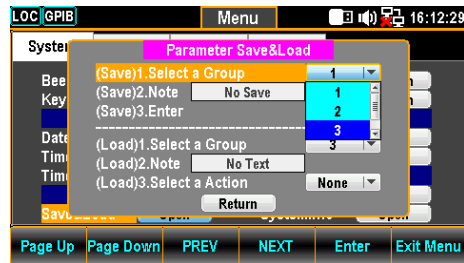 LOC GPIB Menu 16:12:29
Parameter Save&Load
(Save)1.Select a Group 1
(Save)2.Note No Save 1
(Save)3.Enter 2
3
(Load)1.Select a Group 3
(Load)2.Note No Text
(Load)3.Select a Action None
Return
Page Up Page Down PREV NEXT Enter Exit Menu